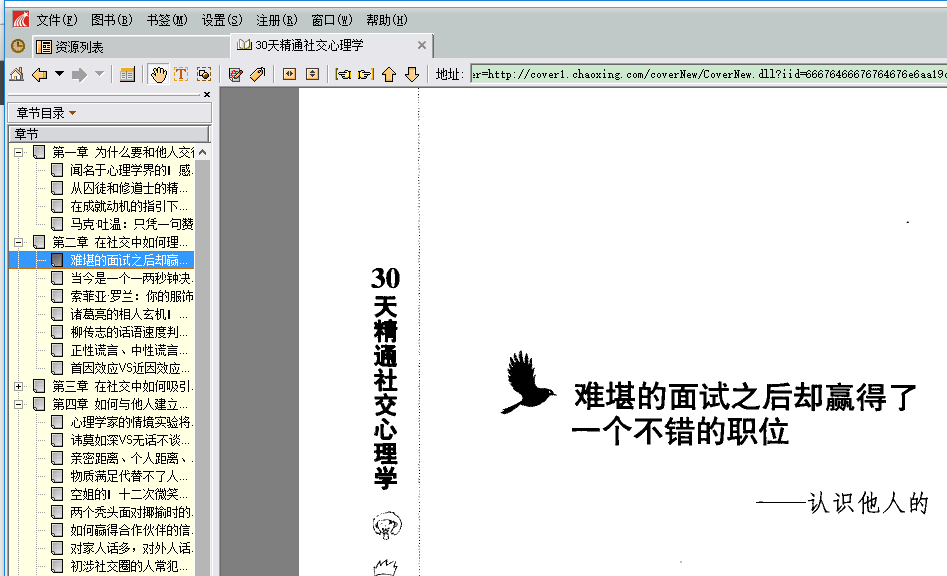 文件(F) 图书(B) 书签(M) 设置(S) 注册(R) 窗口(W) 帮助(H)
资源列表
30天精通社交心理学
地址:
er=http://cover1.chaoxing.com/coverNew/CoverNew.dll?iid=66676466676764676e6aa19c
章节目录
章节
第一章 为什么要和他人交往
闻名于心理学界的Ⅰ 感.
从囚徒和修道士的精...
在成就动机的指引下...
马克·吐温：只凭一句赞
第二章 在社交中如何理...
难堪的面试之后却赢...
当今是一个一两秒钟决.
索菲亚·罗兰：你的服饰
诸葛亮的相人玄机Ⅰ ...
柳传志的话语速度判...
正性谎言、中性谎言...
首因效应VS近因效应...
第三章 在社交中如何吸引.
第四章 如何与他人建立...
心理学家的情境实验将.
讳莫如深VS无话不谈...
亲密距离、个人距离、.
物质满足代替不了人...
空姐的Ⅰ 十二次微笑...
两个秃头面对揶揄时的.
如何赢得合作伙伴的信.
对家人话多，对外人话.
初涉社交圈的人常犯...
30天精通社交心理学
难堪的面试之后却赢得了
一个不错的职位
——认识他人的